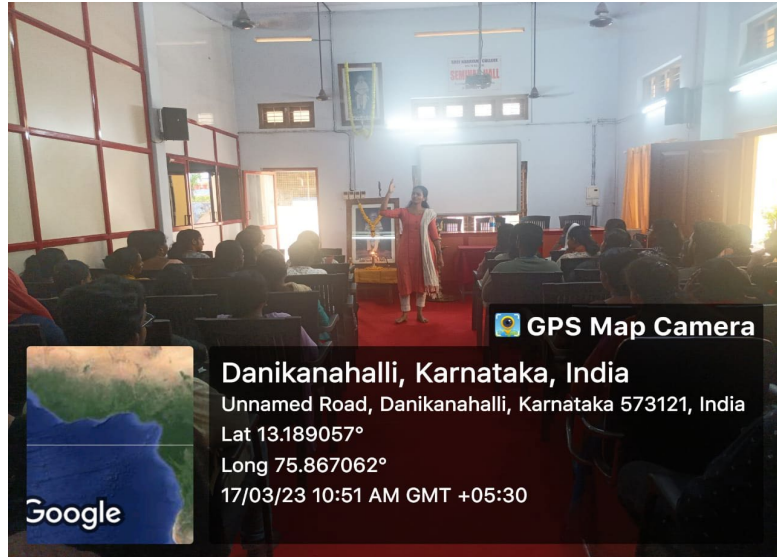 SEMINAR HALL
GPS Map Camera
Danikanahalli, Karnataka, India
Unnamed Road, Danikanahalli, Karnataka 573121, India
Lat 13.189057°
Long 75.867062°
17/03/23 10:51 AM GMT +05:30
Google